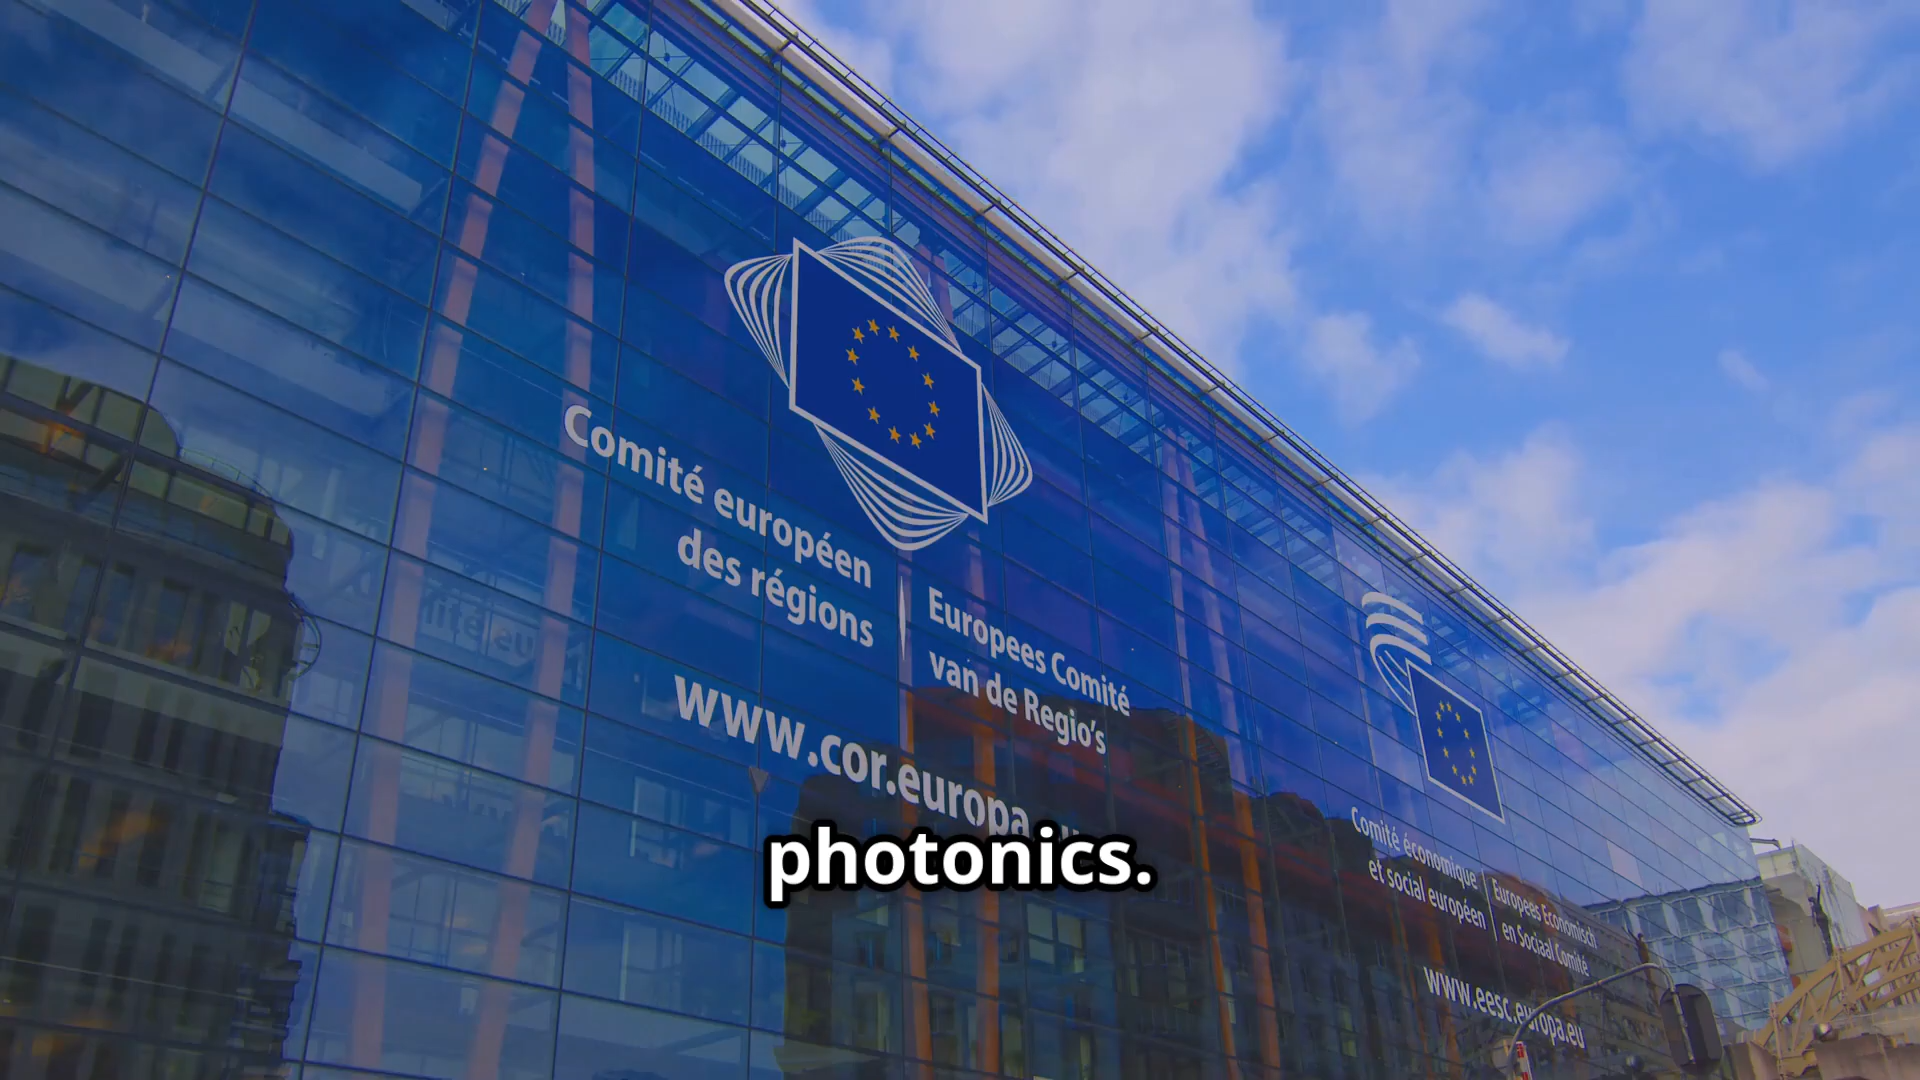 Comité européen
des régions
Europees Comité
van de Regio's
www.cor.europa
photonics.
Comité économique
et social européen
Europees Economisch
en Sociaal Comité
www.eesc.europa.eu